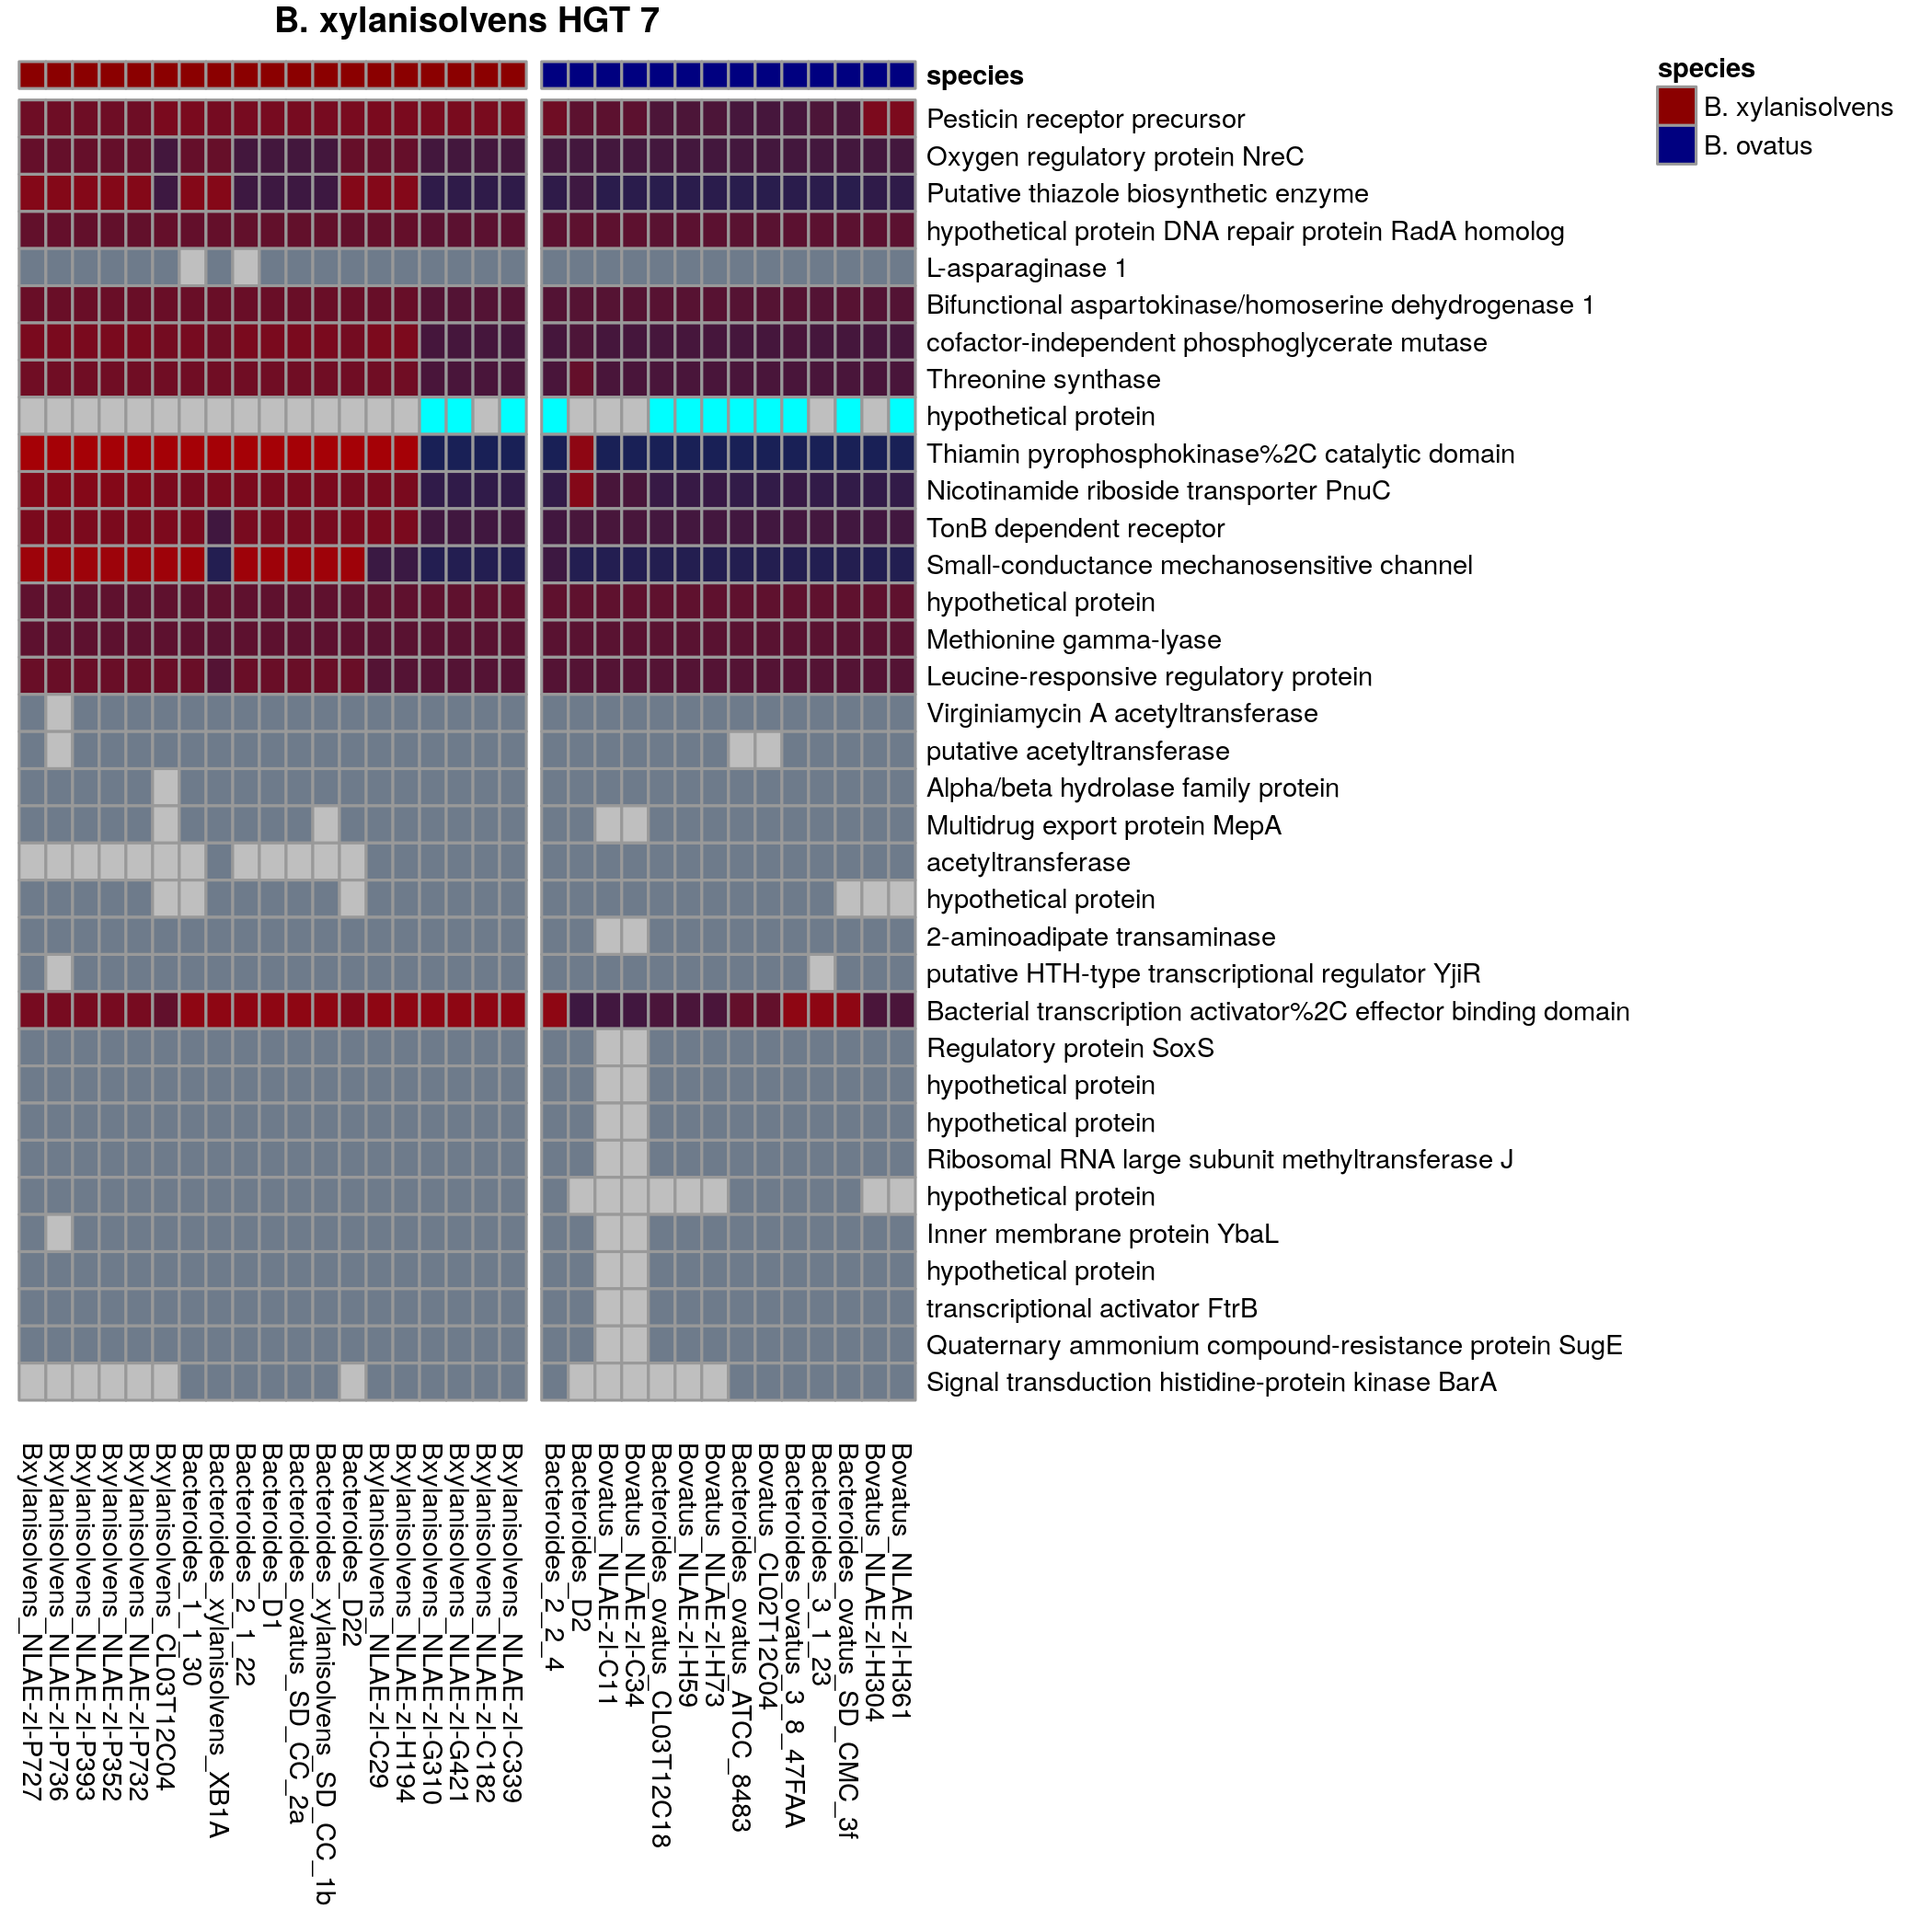 B. xylanisolvens HGT 7
species
species
B. xylanisolvens
B. ovatus
Pesticin receptor precursor
Oxygen regulatory protein NreC
Putative thiazole biosynthetic enzyme
hypothetical protein DNA repair protein RadA homolog
L-asparaginase 1
Bifunctional aspartokinase/homoserine dehydrogenase 1
cofactor-independent phosphoglycerate mutase
Threonine synthase
hypothetical protein
Thiamin pyrophosphokinase%2C catalytic domain
Nicotinamide riboside transporter PnuC
TonB dependent receptor
Small-conductance mechanosensitive channel
hypothetical protein
Methionine gamma-lyase
Leucine-responsive regulatory protein
Virginiamycin A acetyltransferase
putative acetyltransferase
Alpha/beta hydrolase family protein
Multidrug export protein MepA
acetyltransferase
hypothetical protein
2-aminoadipate transaminase
putative HTH-type transcriptional regulator YjiR
Bacterial transcription activator%2C effector binding domain
Regulatory protein SoxS
hypothetical protein
hypothetical protein
Ribosomal RNA large subunit methyltransferase J
hypothetical protein
Inner membrane protein YbaL
hypothetical protein
transcriptional activator FtrB
Quaternary ammonium compound-resistance protein SugE
Signal transduction histidine-protein kinase BarA
Bxylanisolvens_NLAE-zl-P727
Bxylanisolvens_NLAE-zl-P736
Bxylanisolvens_NLAE-zl-P393
Bxylanisolvens_NLAE-zl-P352
Bxylanisolvens_NLAE-zl-P732
Bxylanisolvens_CL03T12C04
Bacteroides_1_1_30
Bacteroides_xylanisolvens_XB1A
Bacteroides_2_1_22
Bacteroides_D1
Bacteroides_ovatus_SD_CC_2a
Bacteroides_xylanisolvens_SD_CC_1b
Bacteroides_D22
Bxylanisolvens_NLAE-zl-C29
Bxylanisolvens_NLAE-zl-H194
Bxylanisolvens_NLAE-zl-G310
Bxylanisolvens_NLAE-zl-G421
Bxylanisolvens_NLAE-zl-C182
Bxylanisolvens_NLAE-zl-C339
Bacteroides_2_2_4
Bacteroides_D2
Bovatus_NLAE-zl-C11
Bovatus_NLAE-zl-C34
Bacteroides_ovatus_CL03T12C18
Bovatus_NLAE-zl-H59
Bovatus_NLAE-zl-H73
Bacteroides_ovatus_ATCC_8483
Bovatus_CL02T12C04
Bacteroides_ovatus_3_8_47FAA
Bacteroides_3_1_23
Bacteroides_ovatus_SD_CMC_3f
Bovatus_NLAE-zl-H304
Bovatus_NLAE-zl-H361